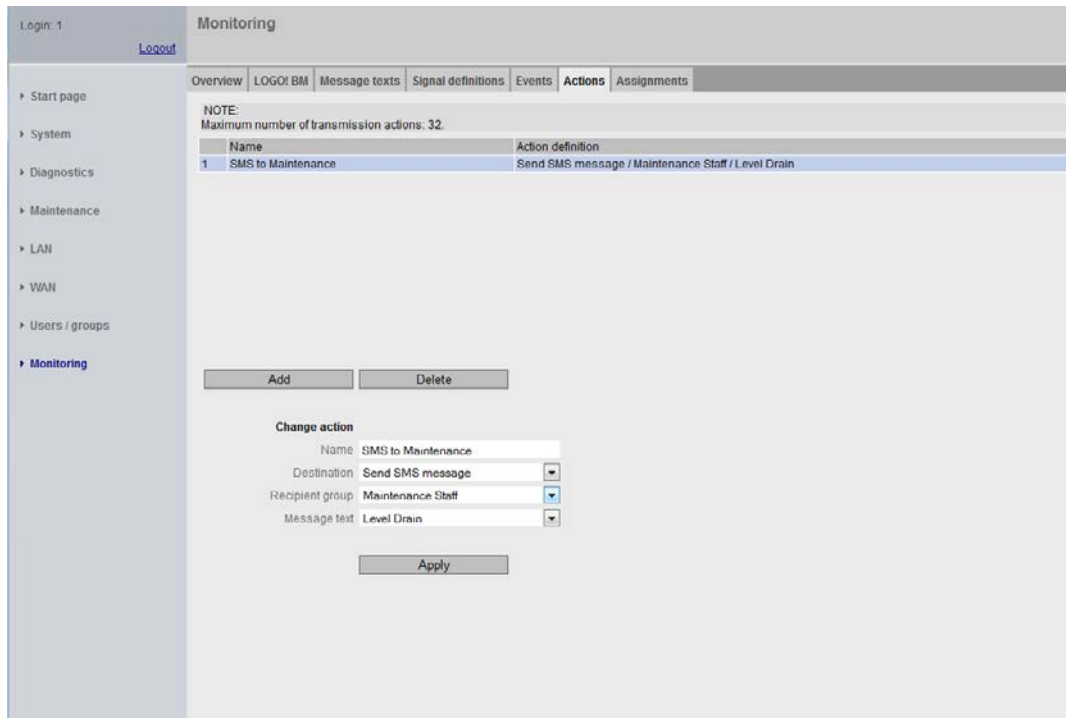 Login: 1
Logout
Monitoring
Overview LOGO! BM Message texts Signal definitions Events Actions Assignments
Start page
System
Diagnostics
Maintenance
LAN
WAN
Users / groups
Monitoring
NOTE:
Maximum number of transmission actions: 32.
Name Action definition
1 SMS to Maintenance Send SMS message / Maintenance Staff / Level Drain
Add Delete
Change action
Name SMS to Maintenance
Destination Send SMS message
Recipient group Maintenance Staff
Message text Level Drain
Apply